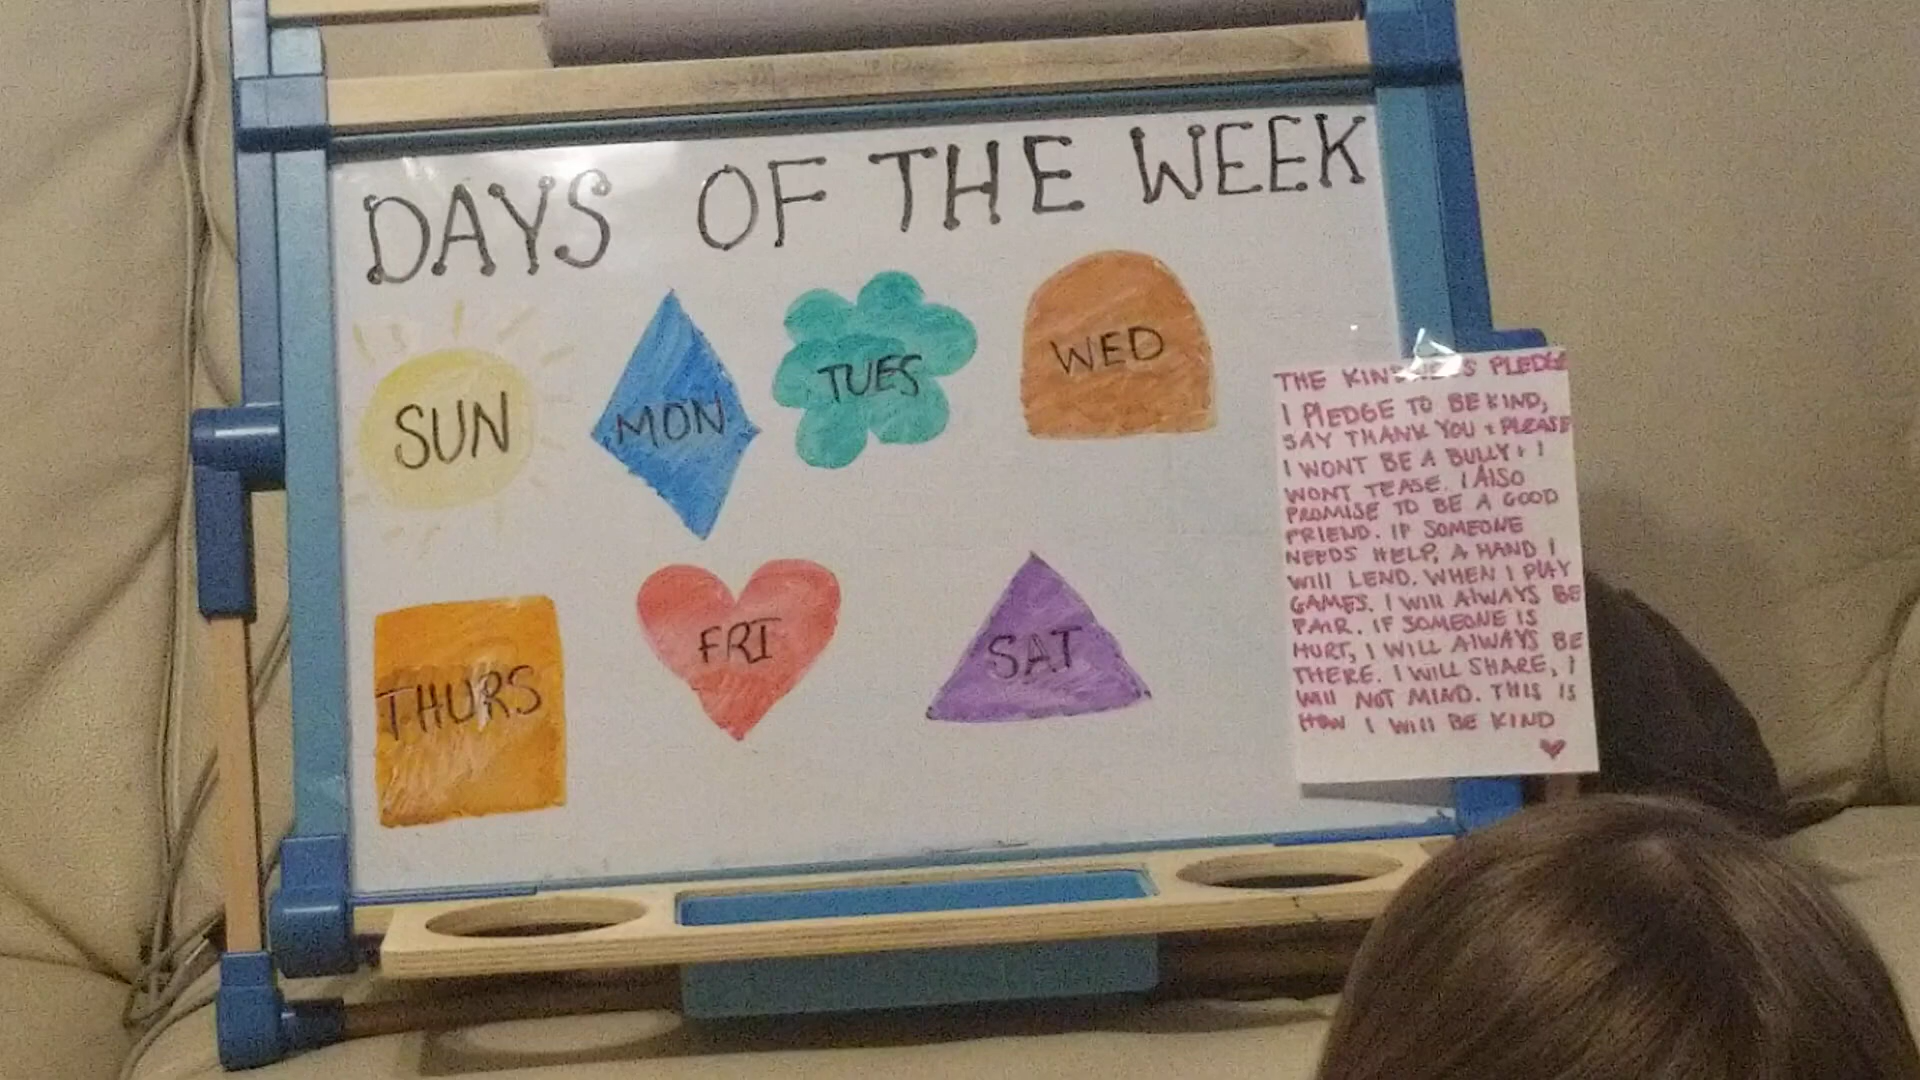 DAYS OF THE WEEK
SUN
MON
TUES
WED
THURS
FRI
SAT
THE KINDNESS PLEDGE
I PLEDGE TO BE KIND,
SAY THANK YOU + PLEASE
I WONT BE A BULLY + I
WONT TEASE. I ALSO
PROMISE TO BE A GOOD
FRIEND. IF SOMEONE
NEEDS HELP, A HAND I
WILL LEND. WHEN I PLAY
GAMES. I WILL ALWAYS BE
FAIR. IF SOMEONE IS
HURT, I WILL ALWAYS BE
THERE. I WILL SHARE, I
WILL NOT MIND. THIS IS
HOW I WILL BE KIND